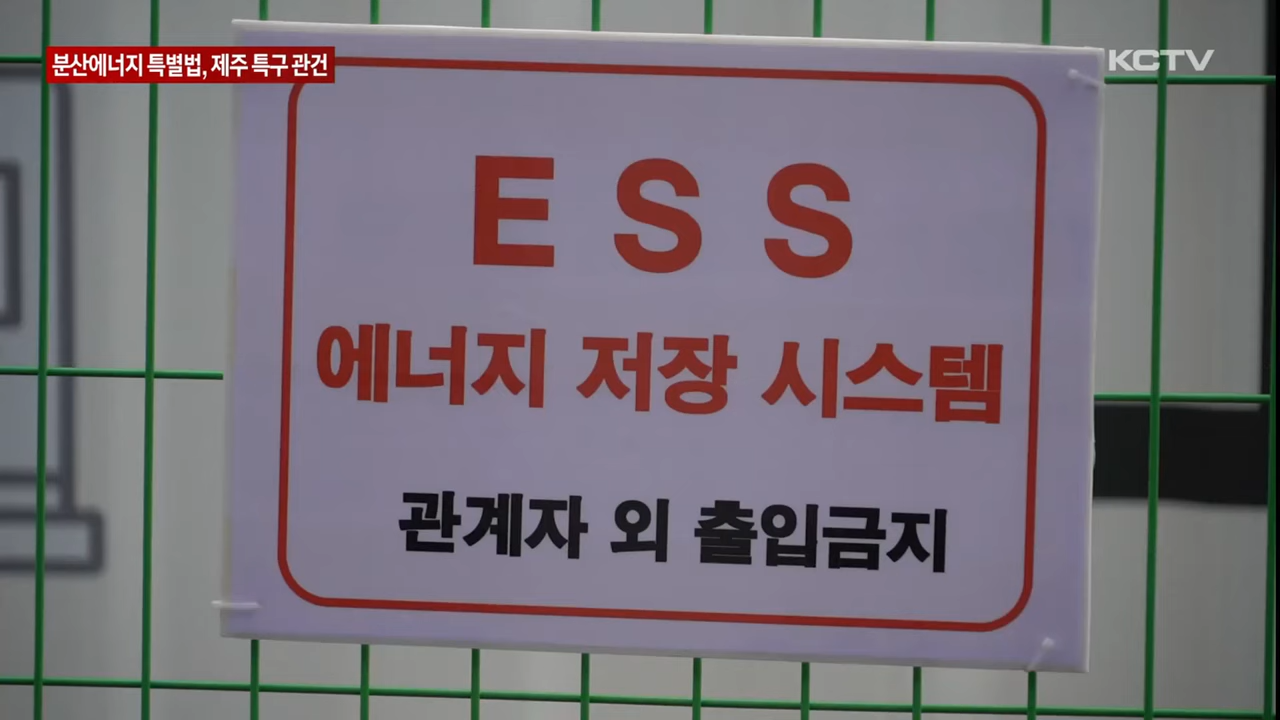 분산에너지 특별법, 제주 특구 관건
KCTV
E S S
에너지 저장 시스템
관계자 외 출입금지